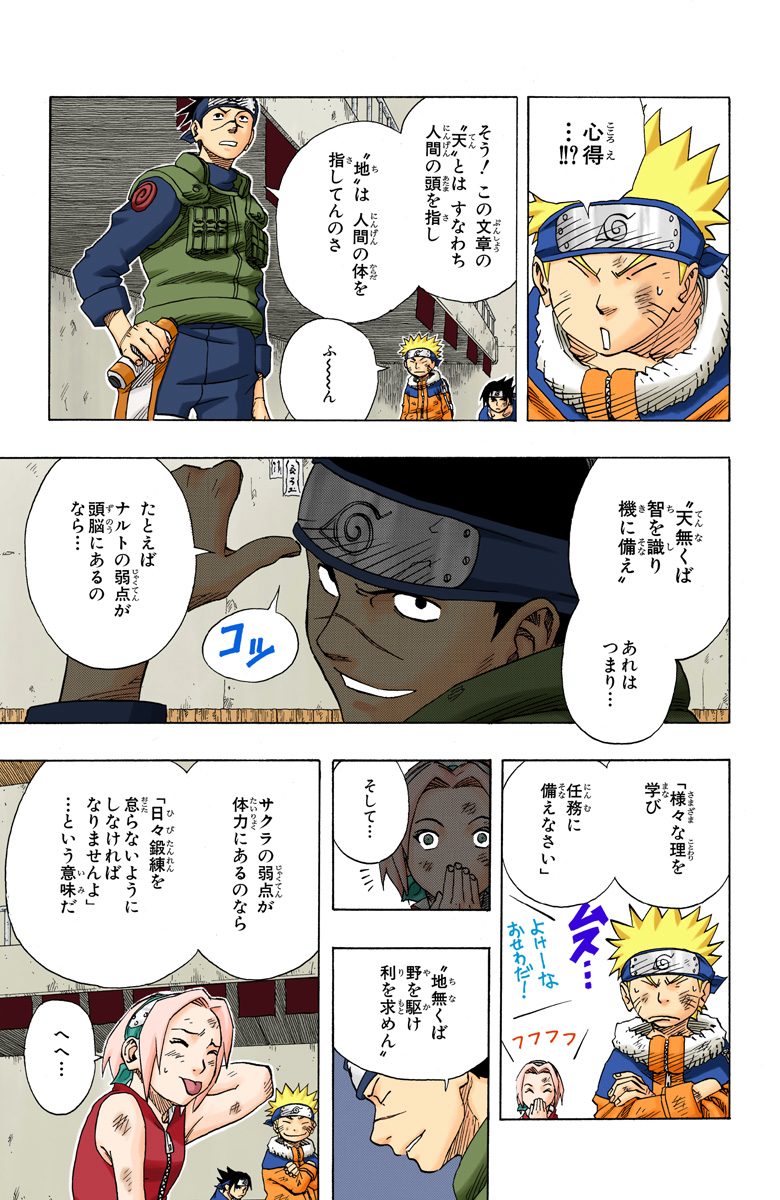 心得
…!!?
そう！この文章の
〝天〟とは すなわち
人間の頭を指し
〝地〟は 人間の体を
指してんのさ
ふ〜〜〜ん
〝天無くば
智を識り
機に備え〟
あれは
つまり…
コッ
たとえば
ナルトの弱点が
頭脳にあるの
なら…
「様々な理を
学び
任務に
備えなさい」
ムス…
よけーな
おせわだ！
フフフフ
そして…
〝地無くば
野を駆け
利を求めん〟
サクラの弱点が
体力にあるのなら
「日々鍛練を
怠らないように
しなければ
なりませんよ」
…という意味だ
へへ…